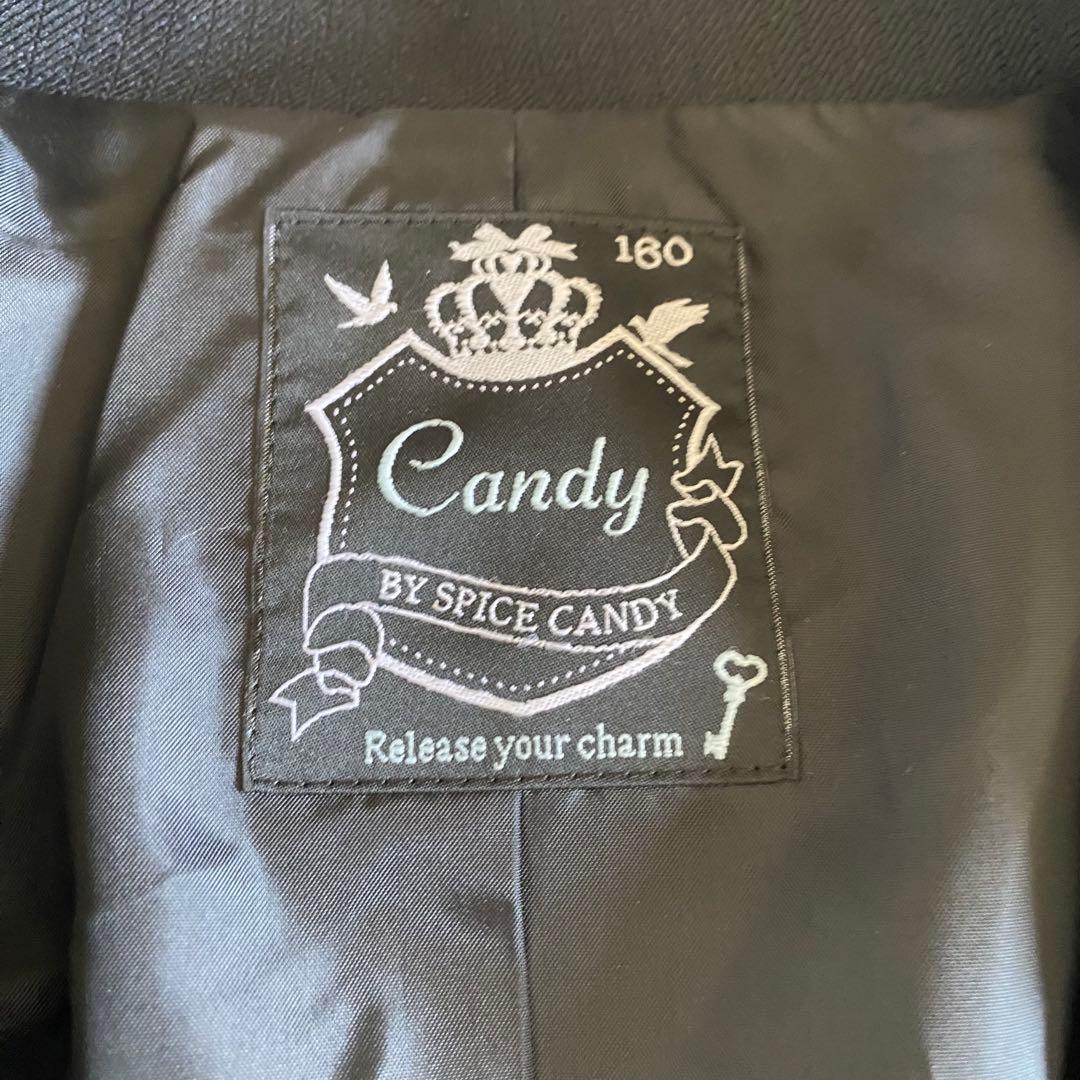 160
Candy
BY SPICE CANDY
Release your charm